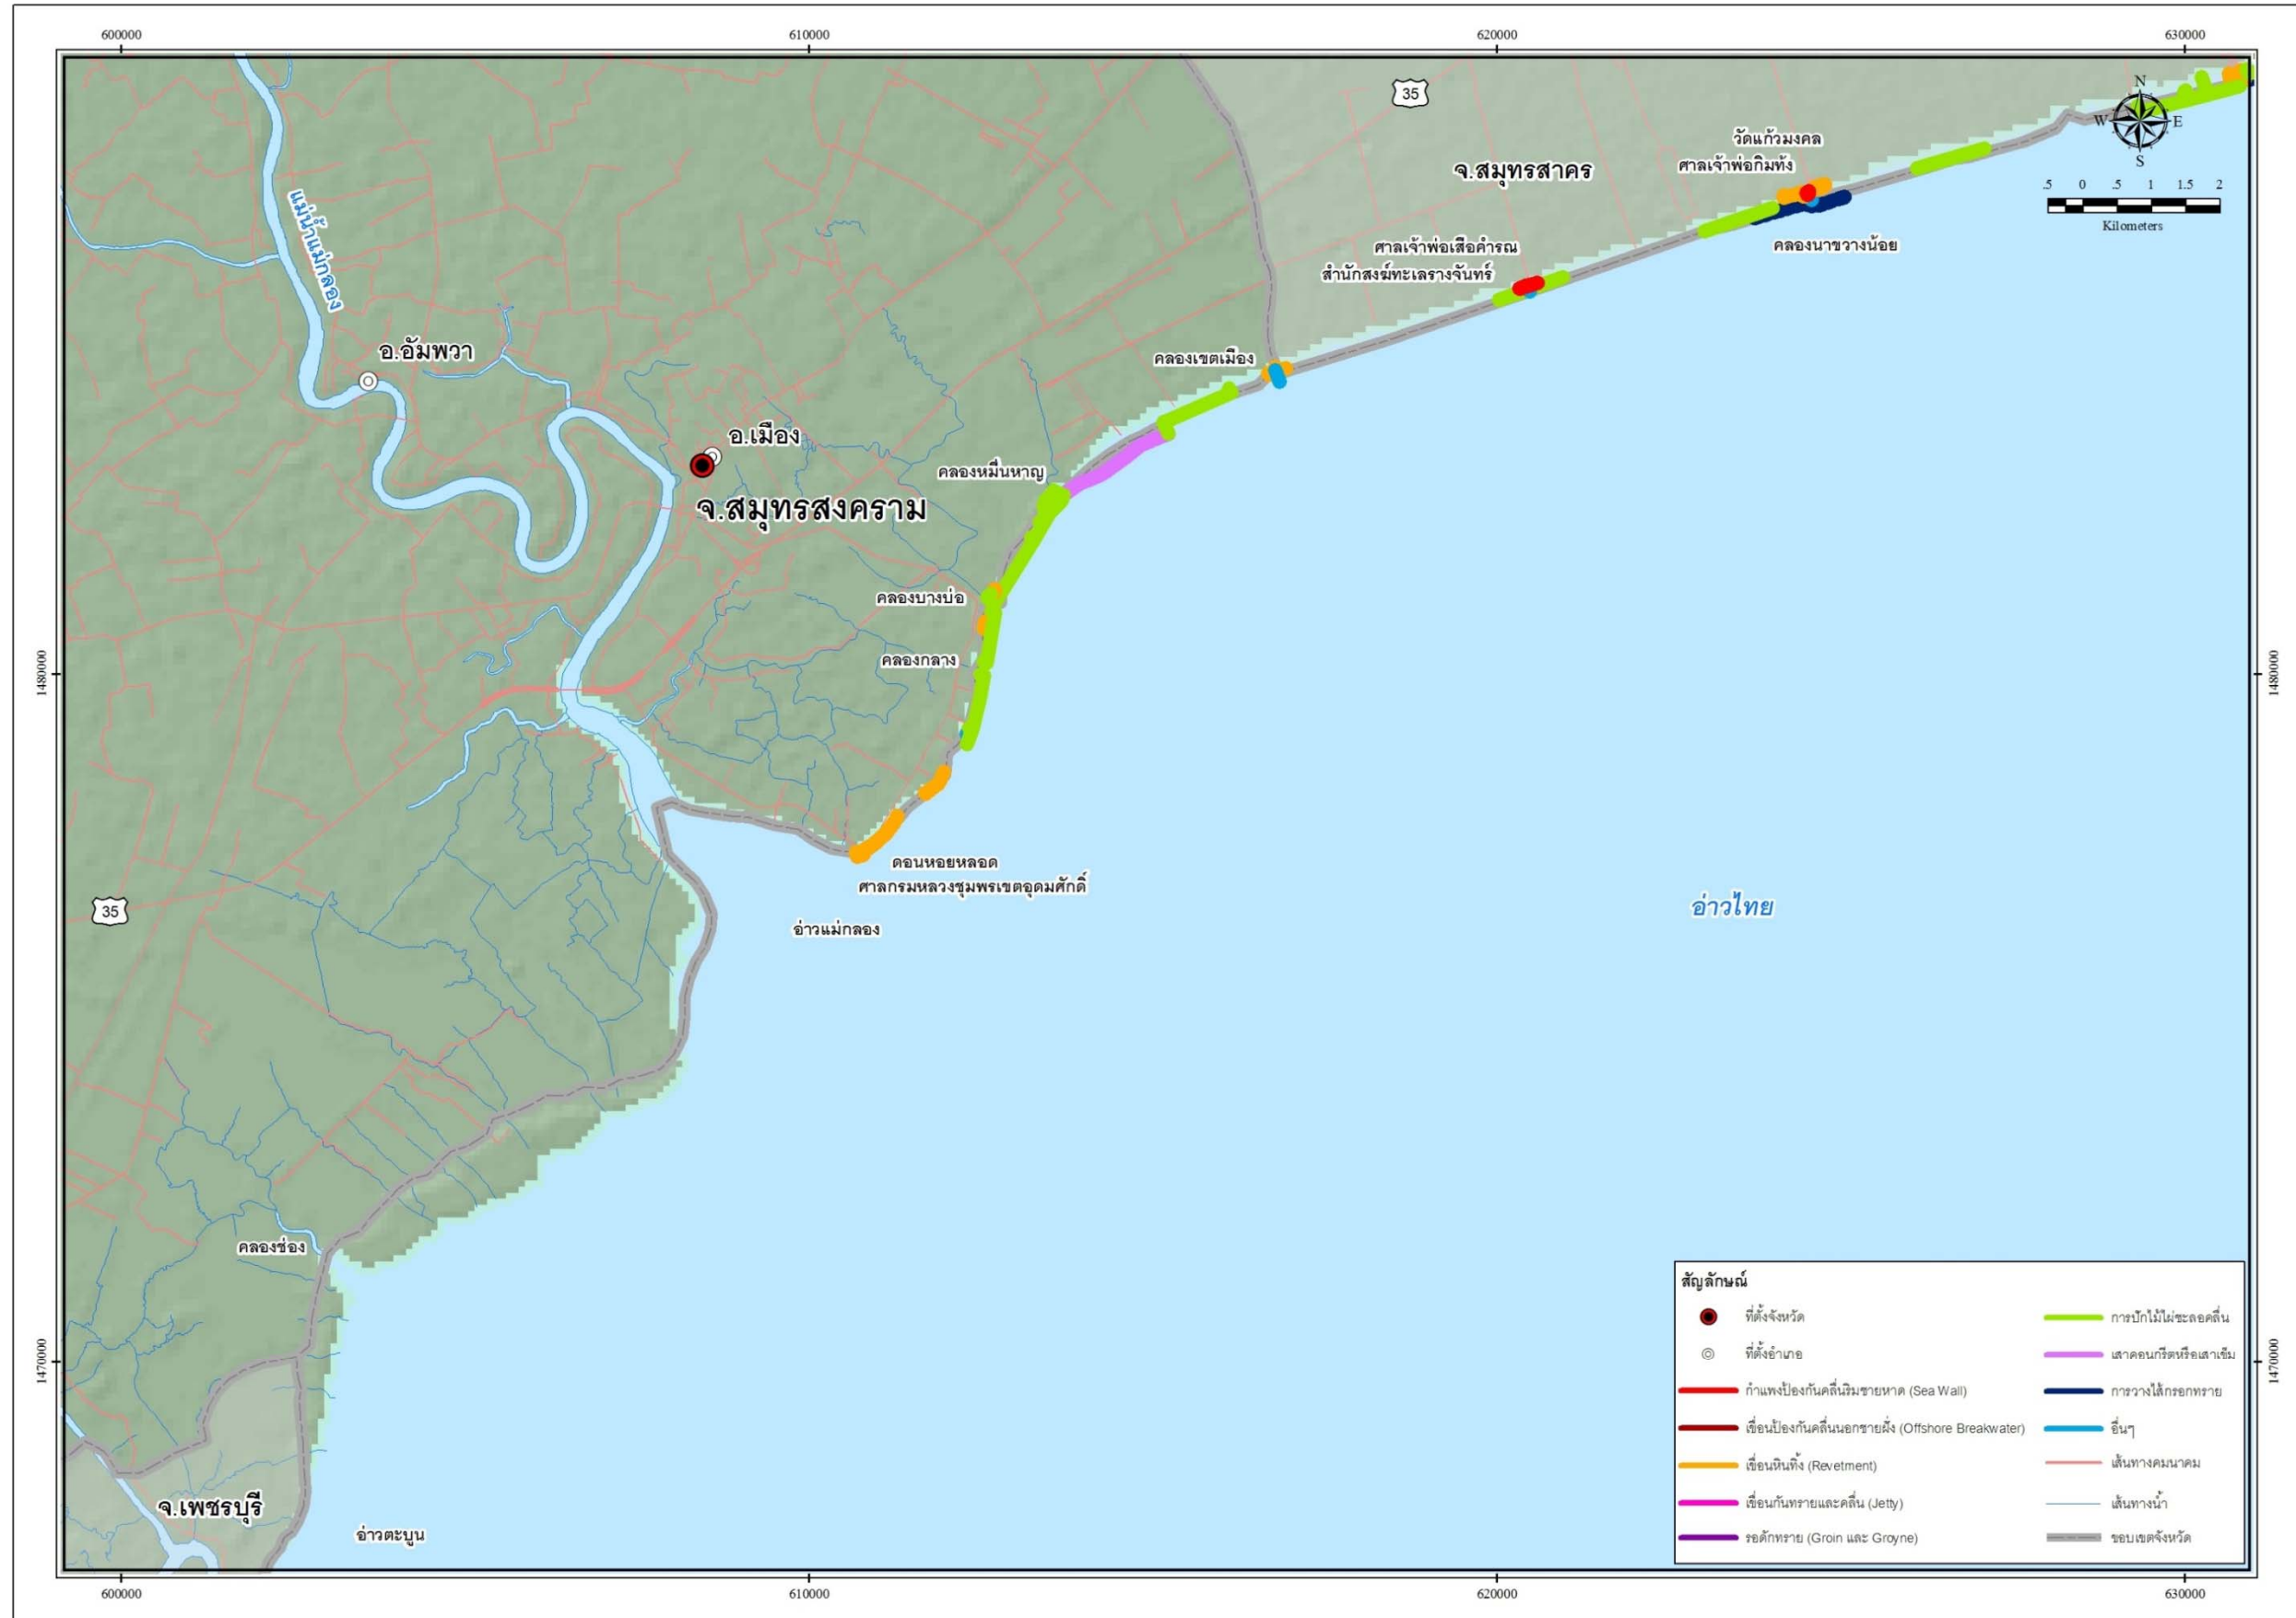 600000
610000
620000
630000
35
N
W
E
S
.5 0 .5 1 1.5 2
Kilometers
วัดแก้วมงคล
ศาลเจ้าพ่อกิมทัง
จ.สมุทรสาคร
คลองนาขวางน้อย
ศาลเจ้าพ่อเสือคำรณ
สำนักสงฆ์ทะเลรางจันทร์
แม่น้ำแม่กลอง
อ.อัมพวา
คลองเขตเมือง
อ.เมือง
คลองหมื่นหาญ
จ.สมุทรสงคราม
คลองบางบ่อ
คลองกลาง
1480000
1480000
ดอนหอยหลอด
ศาลกรมหลวงชุมพรเขตอุดมศักดิ์
35
อ่าวแม่กลอง
อ่าวไทย
คลองช่อง
1470000
1470000
จ.เพชรบุรี
อ่าวตะบูน
สัญลักษณ์
ที่ตั้งจังหวัด
ที่ตั้งอำเภอ
กำแพงป้องกันคลื่นริมชายหาด (Sea Wall)
เขื่อนป้องกันคลื่นนอกชายฝั่ง (Offshore Breakwater)
เขื่อนหินทิ้ง (Revetment)
เขื่อนกันทรายและคลื่น (Jetty)
รอดักทราย (Groin และ Groyne)
การปักไม้ไผ่ชะลอคลื่น
เสาคอนกรีตหรือเสาเข็ม
การวางไส้กรอกทราย
อื่นๆ
เส้นทางคมนาคม
เส้นทางน้ำ
ขอบเขตจังหวัด
600000
610000
620000
630000